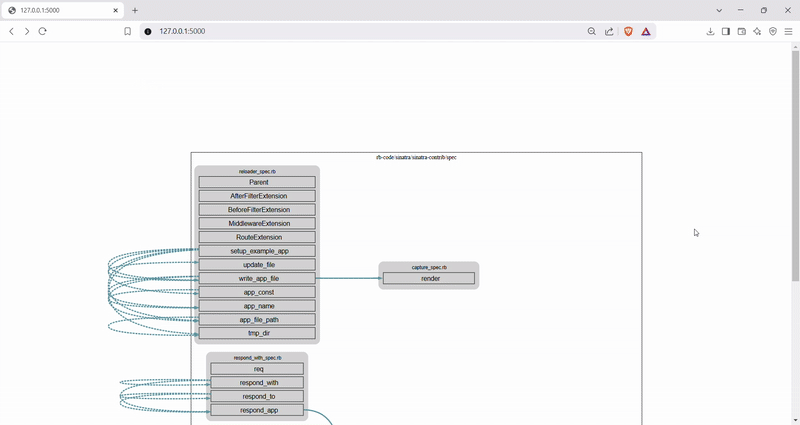 127.0.0.1:5000
127.0.0.1:5000
rb-code\sinatra\sinatra-contrib\spec
reloader_spec.rb
Parent
AfterFilterExtension
BeforeFilterExtension
MiddlewareExtension
RouteExtension
setup_example_app
update_file
write_app_file
app_const
app_name
app_file_path
tmp_dir
capture_spec.rb
render
respond_with_spec.rb
req
respond_with
respond_to
respond_app